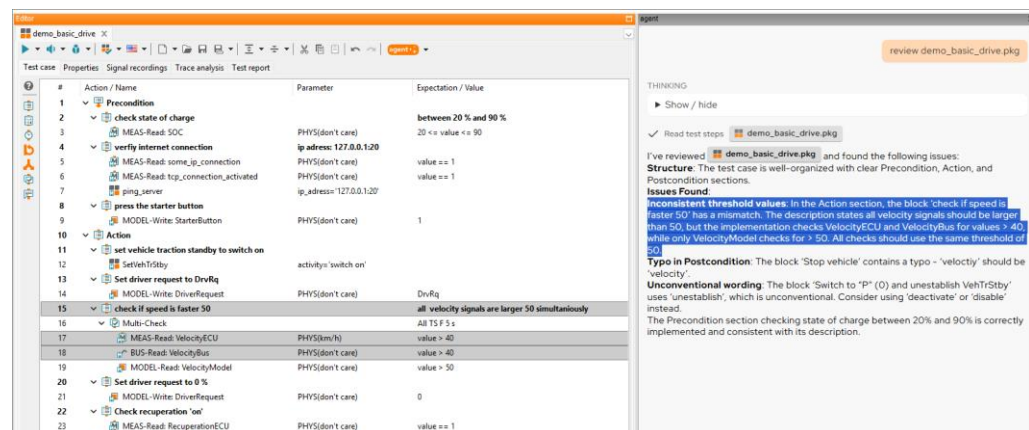 Editor
demo_basic_drive X
agent
Test case Properties Signal recordings Trace analysis Test report
# Action / Name Parameter Expectation / Value
1 Precondition
2 check state of charge between 20 % and 90 %
3 MEAS-Read: SOC PHYS(don't care) 20 <= value <= 90
4 verfiy internet connection ip adress: 127.0.0.1:20
5 MEAS-Read: some_ip_connection PHYS(don't care) value == 1
6 MEAS-Read: tcp_connection_activated PHYS(don't care) value == 1
7 ping_server ip_adress='127.0.0.1:20'
8 press the starter button
9 MODEL-Write: StarterButton PHYS(don't care) 1
10 Action
11 set vehicle traction standby to switch on
12 SetVehTrStby activity='switch on'
13 Set driver request to DrvRq
14 MODEL-Write: DriverRequest PHYS(don't care) DrvRq
15 check if speed is faster 50 all velocity signals are larger 50 simultaniously
16 Multi-Check All TS F 5 s
17 MEAS-Read: VelocityECU PHYS(km/h) value > 40
18 BUS-Read: VelocityBus PHYS(don't care) value > 40
19 MODEL-Read: VelocityModel PHYS(don't care) value > 50
20 Set driver request to 0 %
21 MODEL-Write: DriverRequest PHYS(don't care) 0
22 Check recuperation 'on'
23 MEAS-Read: RecuperationECU PHYS(don't care) value == 1
agent
review demo_basic_drive.pkg
THINKING
Show / hide
Read test steps demo_basic_drive.pkg
I've reviewed demo_basic_drive.pkg and found the following issues:
Structure: The test case is well-organized with clear Precondition, Action, and
Postcondition sections.
Issues Found:
Inconsistent threshold values: In the Action section, the block 'check if speed is
faster 50' has a mismatch. The description states all velocity signals should be larger
than 50, but the implementation checks VelocityECU and VelocityBus for values > 40,
while only VelocityModel checks for > 50. All checks should use the same threshold of
50.
Typo in Postcondition: The block 'Stop vehicle' contains a typo - 'veloctiy' should be
'velocity'.
Unconventional wording: The block 'Switch to "P" (0) and unestablish VehTrStby'
uses 'unestablish', which is unconventional. Consider using 'deactivate' or 'disable'
instead.
The Precondition section checking state of charge between 20% and 90% is correctly
implemented and consistent with its description.